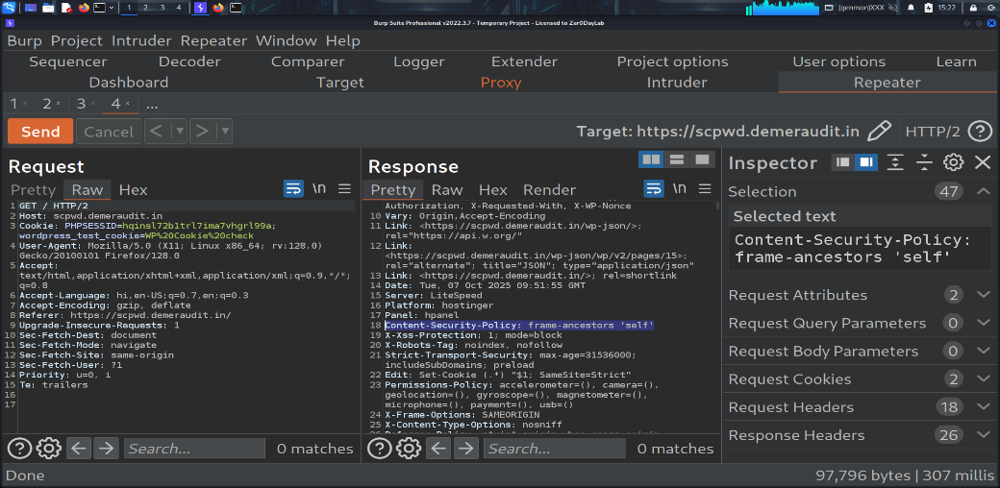 1 2 3 4
(genmon)XXX
15:22
Burp Suite Professional v2022.3.7 - Temporary Project - Licensed to Zer0DayLab
Burp Project Intruder Repeater Window Help
Sequencer Decoder Comparer Logger Extender Project options User options Learn
Dashboard Target Proxy Intruder Repeater
1 × 2 × 3 × 4 × ...
Send Cancel < > Target: https://scpwd.demeraudit.in HTTP/2
Request
Pretty Raw Hex \n
1 GET / HTTP/2
2 Host: scpwd.demeraudit.in
3 Cookie: PHPSESSID=hqinsl72b1trl7ima7vhgrl99a;
wordpress_test_cookie=WP%20Cookie%20check
4 User-Agent: Mozilla/5.0 (X11; Linux x86_64; rv:128.0)
Gecko/20100101 Firefox/128.0
5 Accept:
text/html,application/xhtml+xml,application/xml;q=0.9,*/*;
q=0.8
6 Accept-Language: hi,en-US;q=0.7,en;q=0.3
7 Accept-Encoding: gzip, deflate
8 Referer: https://scpwd.demeraudit.in/
9 Upgrade-Insecure-Requests: 1
10 Sec-Fetch-Dest: document
11 Sec-Fetch-Mode: navigate
12 Sec-Fetch-Site: same-origin
13 Sec-Fetch-User: ?1
14 Priority: u=0, i
15 Te: trailers
16
17
Search... 0 matches
Response
Pretty Raw Hex Render \n
Authorization, X-Requested-With, X-WP-Nonce
10 Vary: Origin,Accept-Encoding
11 Link: <https://scpwd.demeraudit.in/wp-json/>;
rel="https://api.w.org/"
12 Link:
<https://scpwd.demeraudit.in/wp-json/wp/v2/pages/15>;
rel="alternate"; title="JSON"; type="application/json"
13 Link: <https://scpwd.demeraudit.in/>; rel=shortlink
14 Date: Tue, 07 Oct 2025 09:51:55 GMT
15 Server: LiteSpeed
16 Platform: hostinger
17 Panel: hpanel
18 Content-Security-Policy: frame-ancestors 'self'
19 X-Xss-Protection: 1; mode=block
20 X-Robots-Tag: noindex, nofollow
21 Strict-Transport-Security: max-age=31536000;
includeSubDomains; preload
22 Edit: Set-Cookie (.*) "$1; SameSite=Strict"
23 Permissions-Policy: accelerometer=(), camera=(),
geolocation=(), gyroscope=(), magnetometer=(),
microphone=(), payment=(), usb=()
24 X-Frame-Options: SAMEORIGIN
25 X-Content-Type-Options: nosniff
Search... 0 matches
Inspector
Selection 47
Selected text
Content-Security-Policy:
frame-ancestors 'self'
Request Attributes 2
Request Query Parameters 0
Request Body Parameters 0
Request Cookies 2
Request Headers 18
Response Headers 26
Done
97,796 bytes | 307 millis